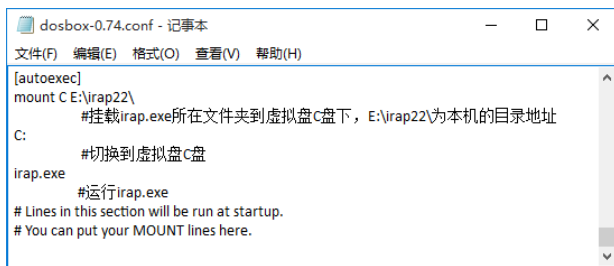 dosbox-0.74.conf - 记事本
文件(F) 编辑(E) 格式(O) 查看(V) 帮助(H)
[autoexec]
mount C E:\irap22\
#挂载irap.exe所在文件夹到虚拟盘C盘下，E:\irap22\为本机的目录地址
C:
#切换到虚拟盘C盘
irap.exe
#运行irap.exe
# Lines in this section will be run at startup.
# You can put your MOUNT lines here.